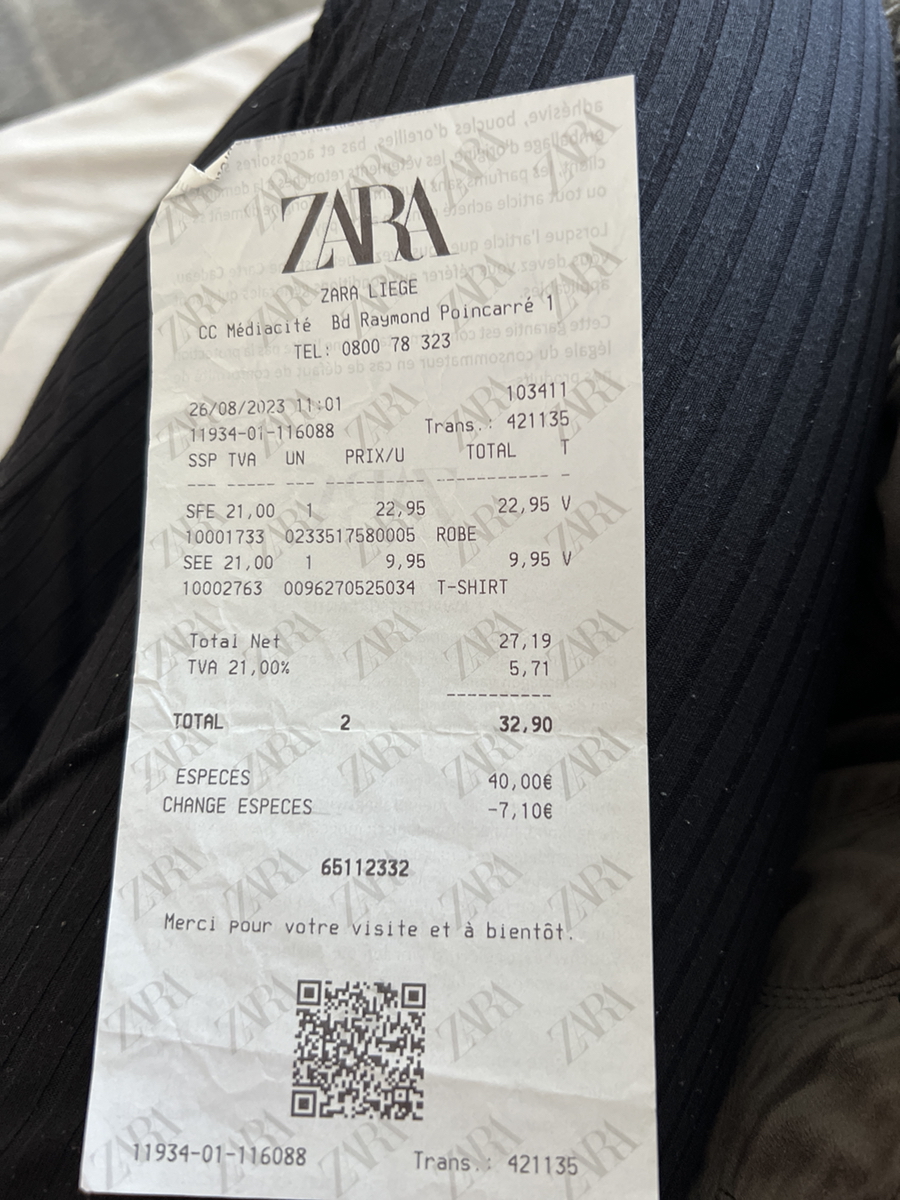 ZARA
ZARA LIEGE
CC Médiacité Bd Raymond Poincarré 1
TEL: 0800 78 323
26/08/2023 11:01 103411
11934-01-116088 Trans.: 421135
SSP TVA UN PRIX/U TOTAL T
--- ----- --- ---------- ----------- -
SFE 21,00 1 22,95 22,95 V
10001733 0233517580005 ROBE
SEE 21,00 1 9,95 9,95 V
10002763 0096270525034 T-SHIRT
Total Net 27,19
TVA 21,00% 5,71
----------
TOTAL 2 32,90
ESPECES 40,00€
CHANGE ESPECES -7,10€
65112332
Merci pour votre visite et à bientôt.
11934-01-116088 Trans.: 421135